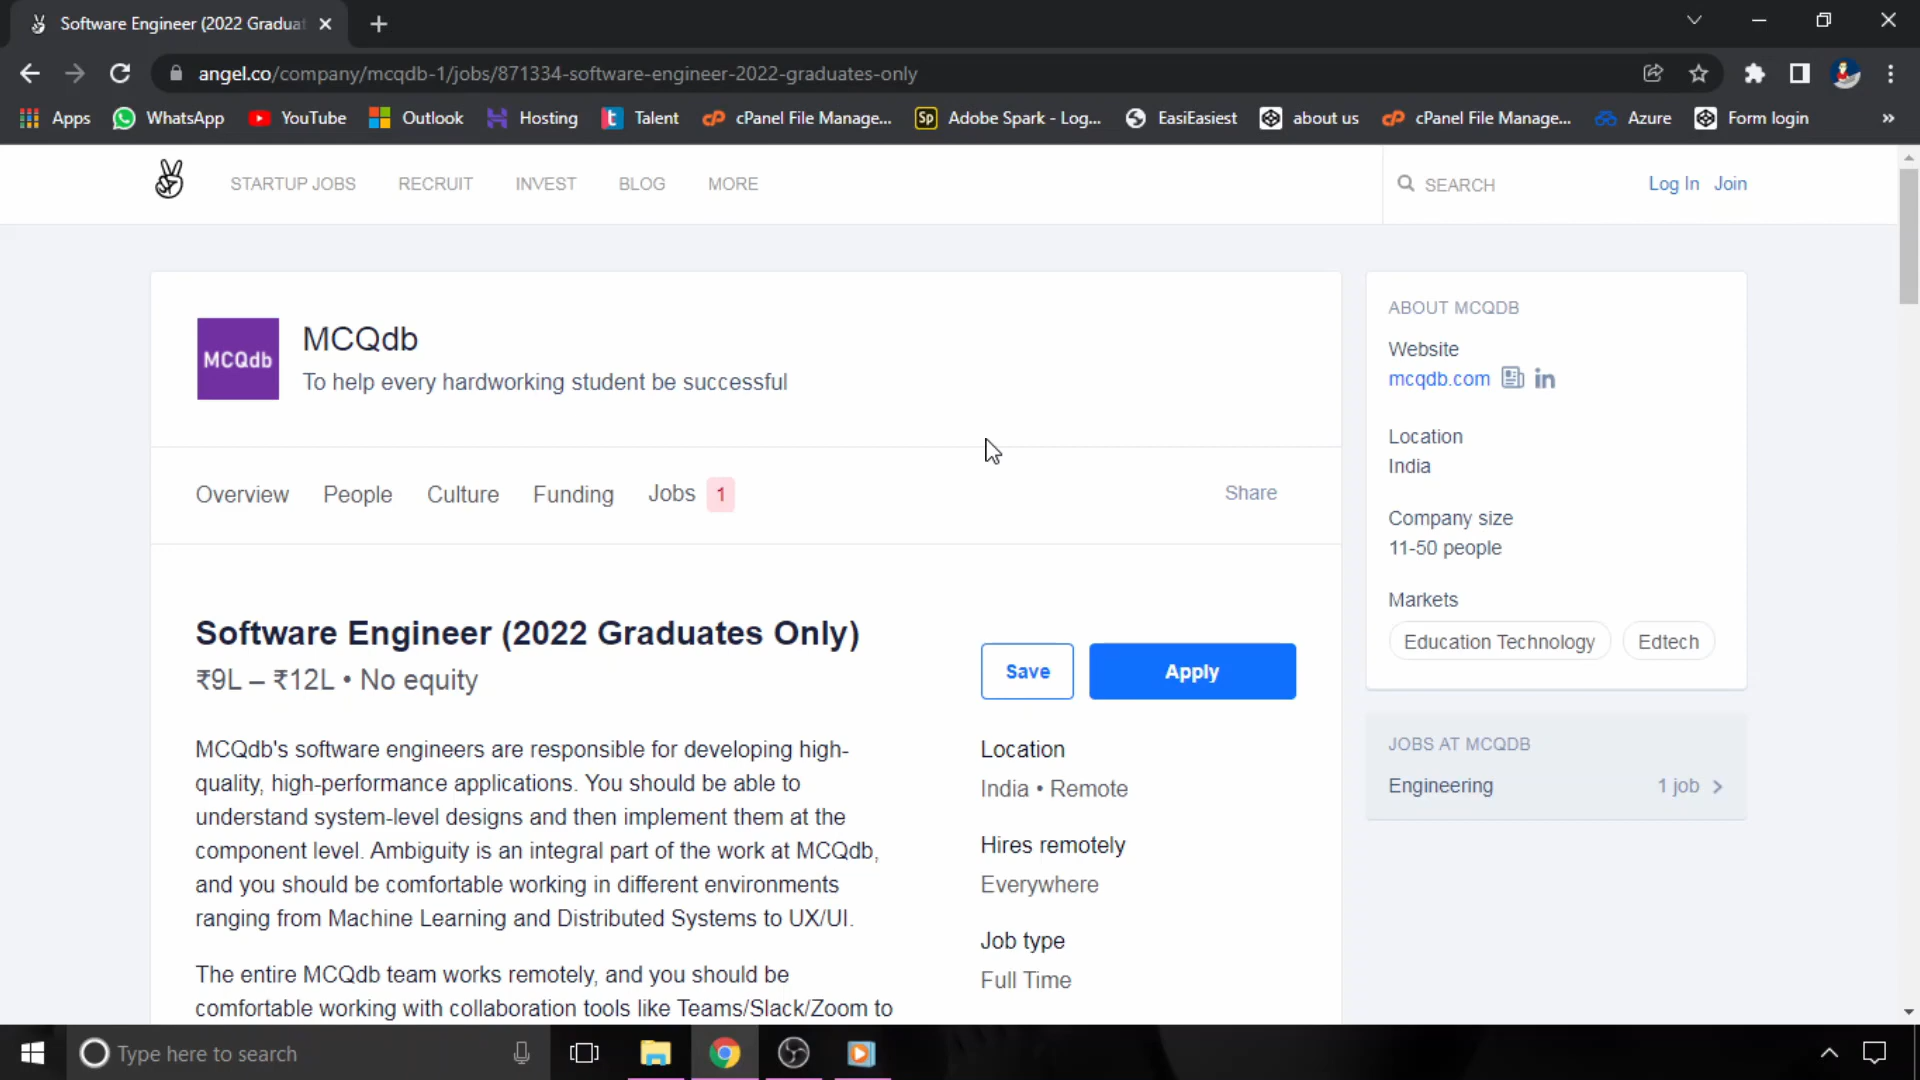 Software Engineer (2022 Graduat
angel.co/company/mcqdb-1/jobs/871334-software-engineer-2022-graduates-only
Apps WhatsApp YouTube Outlook Hosting Talent cPanel File Manage... Adobe Spark - Log... EasiEasiest about us cPanel File Manage... Azure Form login »
STARTUP JOBS RECRUIT INVEST BLOG MORE SEARCH Log In Join
MCQdb
MCQdb
To help every hardworking student be successful
Overview People Culture Funding Jobs 1 Share
Software Engineer (2022 Graduates Only)
₹9L – ₹12L • No equity
Save Apply
MCQdb's software engineers are responsible for developing high-
quality, high-performance applications. You should be able to
understand system-level designs and then implement them at the
component level. Ambiguity is an integral part of the work at MCQdb,
and you should be comfortable working in different environments
ranging from Machine Learning and Distributed Systems to UX/UI.
The entire MCQdb team works remotely, and you should be
comfortable working with collaboration tools like Teams/Slack/Zoom to
Location
India • Remote
Hires remotely
Everywhere
Job type
Full Time
ABOUT MCQDB
Website
mcqdb.com in
Location
India
Company size
11-50 people
Markets
Education Technology Edtech
JOBS AT MCQDB
Engineering 1 job
Type here to search